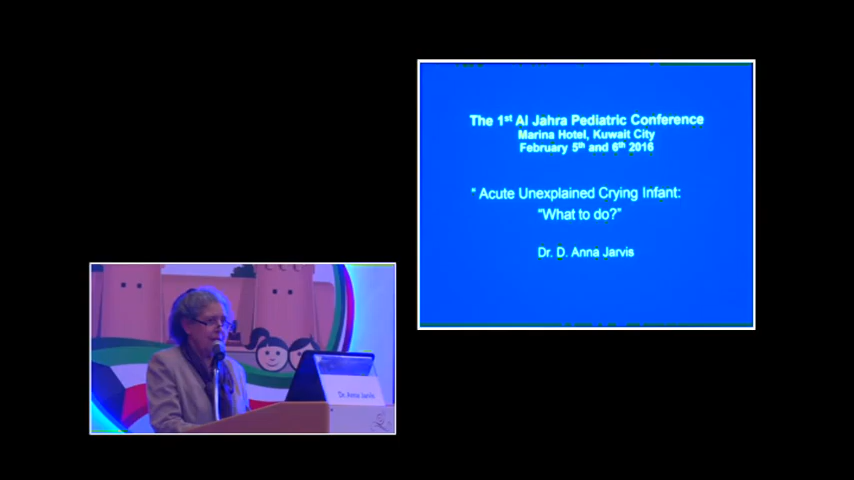 The 1st Al Jahra Pediatric Conference
Marina Hotel, Kuwait City
February 5th and 6th 2016
“ Acute Unexplained Crying Infant:
“What to do?”
Dr. D. Anna Jarvis
Dr. Anna Jarvis